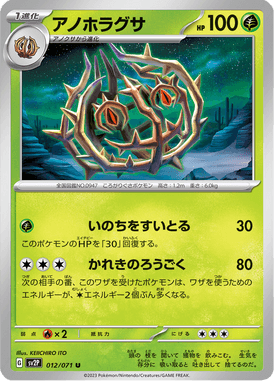 1進化
アノホラグサ
HP 100
アノクサから進化
全国図鑑NO.0947 ころがりぐさポケモン 高さ：1.2m 重さ：6.0kg
いのちをすいとる 30
このポケモンのHPを「30」回復する。
かれきのろうごく 80
次の相手の番、このワザを受けたポケモンは、ワザを使うための
エネルギーが2個ぶん多くなる。
弱点 ×2 抵抗力 にげる
Illus. KEIICHIRO ITO
SV2P 012/071 U
©2023 Pokémon/Nintendo/Creatures/GAME FREAK.